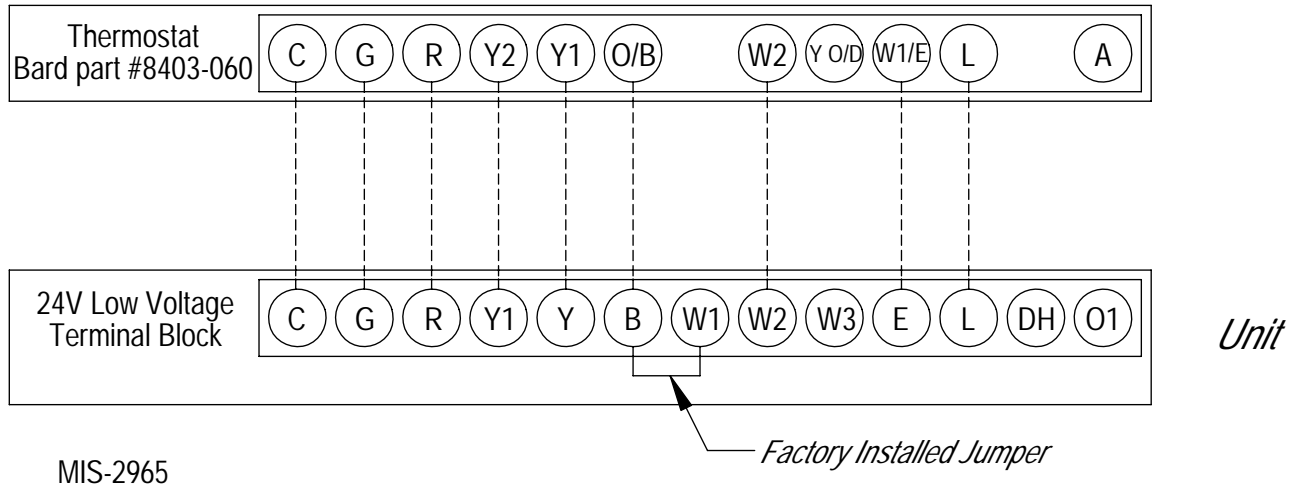 Thermostat
Bard part #8403-060
C G R Y2 Y1 O/B W2 Y O/D W1/E L A
24V Low Voltage
Terminal Block
C G R Y1 Y B W1 W2 W3 E L DH O1
Unit
Factory Installed Jumper
MIS-2965